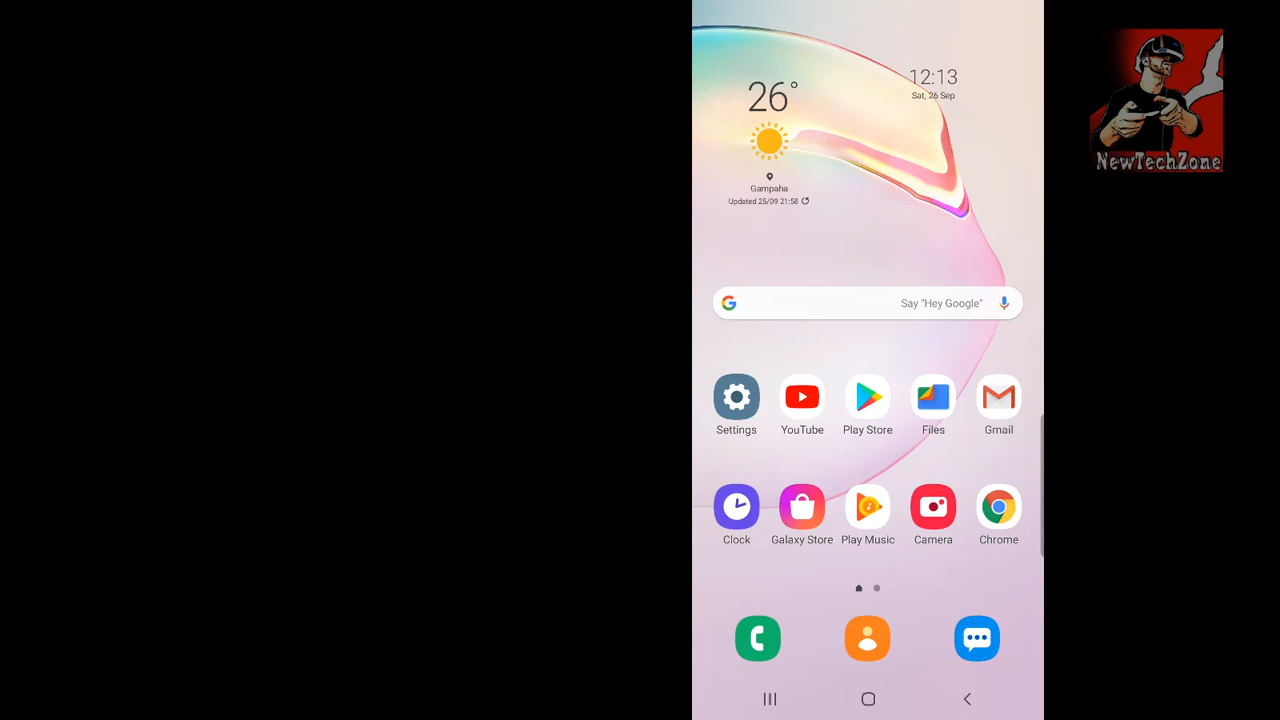 26°
12:13
Sat, 26 Sep
Gampaha
Updated 25/09 21:58
Say "Hey Google"
Settings
YouTube
Play Store
Files
Gmail
Clock
Galaxy Store
Play Music
Camera
Chrome
NewTechZone